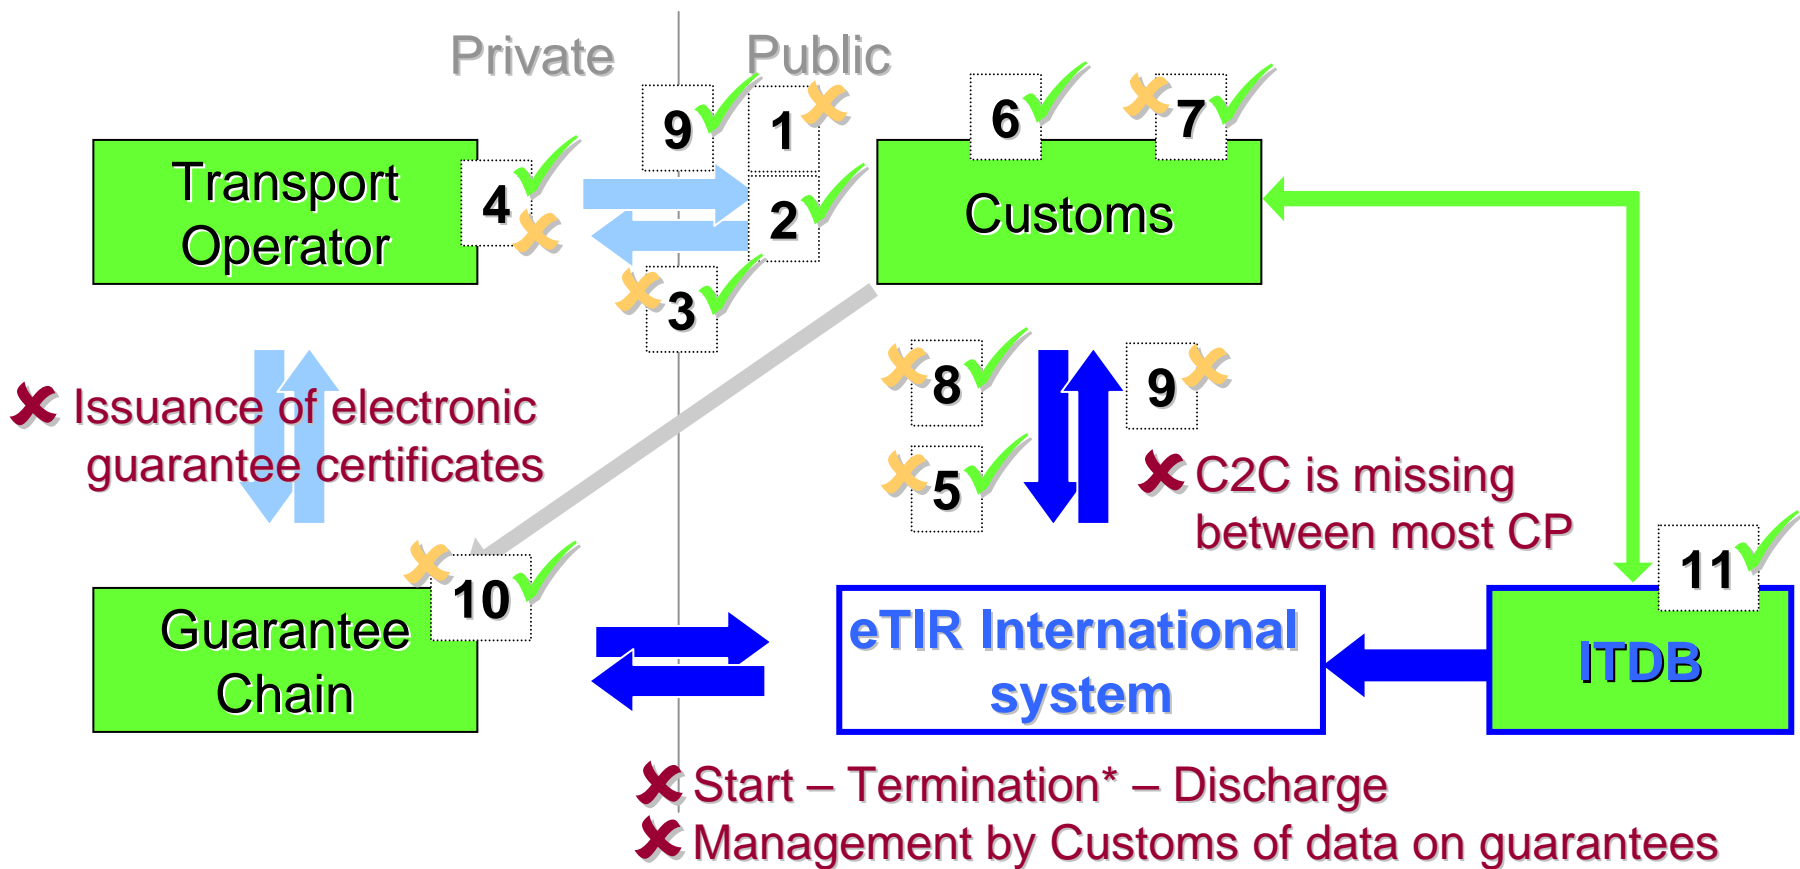 Private
Public
9
1
6
7
Transport
Operator
4
2
Customs
3
Issuance of electronic
guarantee certificates
8
9
5
C2C is missing
between most CP
10
11
Guarantee
Chain
eTIR International
system
ITDB
Start – Termination* – Discharge
Management by Customs of data on guarantees